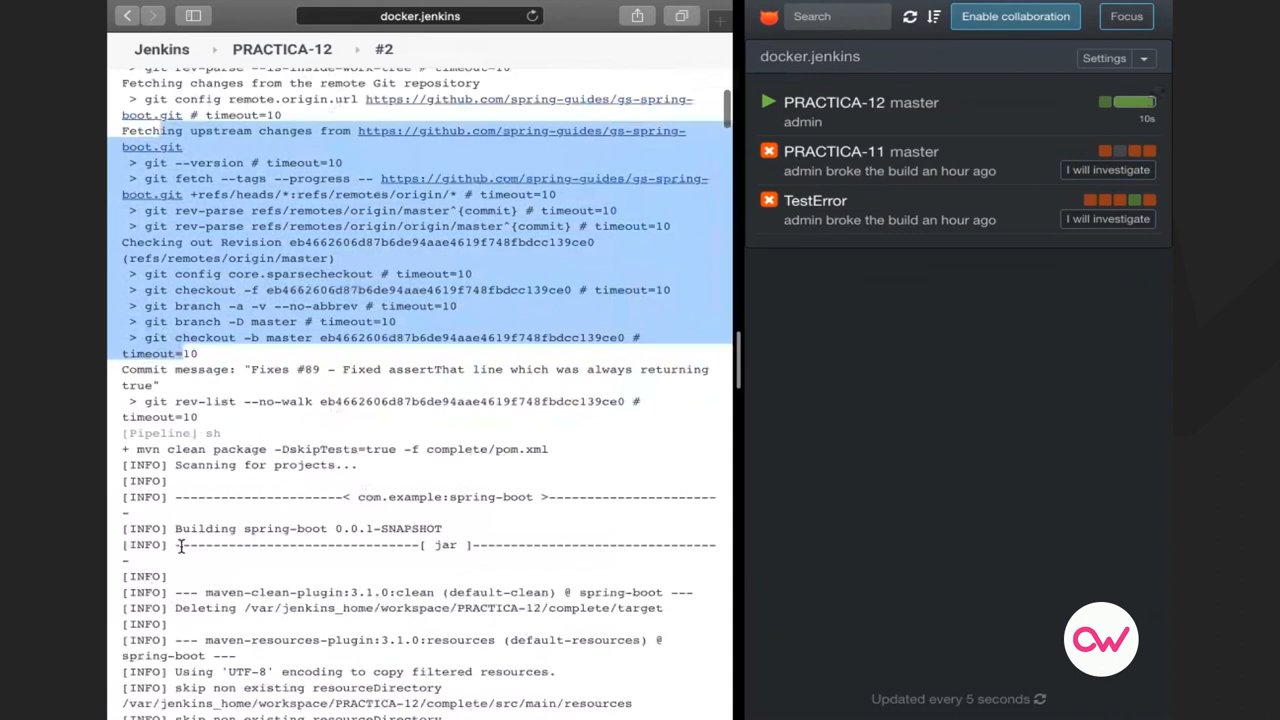 docker.jenkins
Jenkins > PRACTICA-12 > #2
> git rev-parse --is-inside-work-tree # timeout=10
Fetching changes from the remote Git repository
> git config remote.origin.url https://github.com/spring-guides/gs-spring-
boot.git # timeout=10
Fetching upstream changes from https://github.com/spring-guides/gs-spring-
boot.git
> git --version # timeout=10
> git fetch --tags --progress -- https://github.com/spring-guides/gs-spring-
boot.git +refs/heads/*:refs/remotes/origin/* # timeout=10
> git rev-parse refs/remotes/origin/master^{commit} # timeout=10
> git rev-parse refs/remotes/origin/origin/master^{commit} # timeout=10
Checking out Revision eb4662606d87b6de94aae4619f748fbdcc139ce0
(refs/remotes/origin/master)
> git config core.sparsecheckout # timeout=10
> git checkout -f eb4662606d87b6de94aae4619f748fbdcc139ce0 # timeout=10
> git branch -a -v --no-abbrev # timeout=10
> git branch -D master # timeout=10
> git checkout -b master eb4662606d87b6de94aae4619f748fbdcc139ce0 #
timeout=10
Commit message: "Fixes #89 - Fixed assertThat line which was always returning
true"
> git rev-list --no-walk eb4662606d87b6de94aae4619f748fbdcc139ce0 #
timeout=10
[Pipeline] sh
+ mvn clean package -DskipTests=true -f complete/pom.xml
[INFO] Scanning for projects...
[INFO]
[INFO] ----------------------< com.example:spring-boot >-----------------------
-
[INFO] Building spring-boot 0.0.1-SNAPSHOT
[INFO] --------------------------------[ jar ]---------------------------------
-
[INFO]
[INFO] --- maven-clean-plugin:3.1.0:clean (default-clean) @ spring-boot ---
[INFO] Deleting /var/jenkins_home/workspace/PRACTICA-12/complete/target
[INFO]
[INFO] --- maven-resources-plugin:3.1.0:resources (default-resources) @
spring-boot ---
[INFO] Using 'UTF-8' encoding to copy filtered resources.
[INFO] skip non existing resourceDirectory
/var/jenkins_home/workspace/PRACTICA-12/complete/src/main/resources
[INFO] skip non existing resourceDirectory
Search
Enable collaboration
Focus
docker.jenkins
Settings
PRACTICA-12 master
admin
10s
PRACTICA-11 master
admin broke the build an hour ago
I will investigate
TestError
admin broke the build an hour ago
I will investigate
Updated every 5 seconds